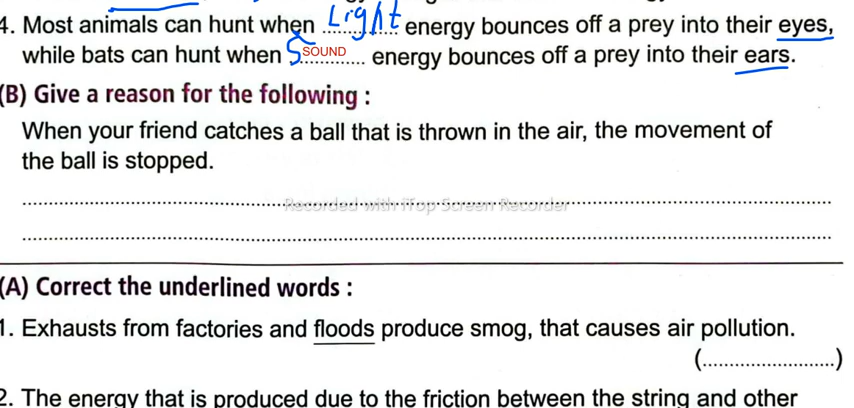 4. Most animals can hunt when Light energy bounces off a prey into their eyes,
while bats can hunt when SOUND energy bounces off a prey into their ears.
(B) Give a reason for the following :
When your friend catches a ball that is thrown in the air, the movement of
the ball is stopped.
Recorded with iTop Screen Recorder
(A) Correct the underlined words :
1. Exhausts from factories and floods produce smog, that causes air pollution.
(........................)
2. The energy that is produced due to the friction between the string and other